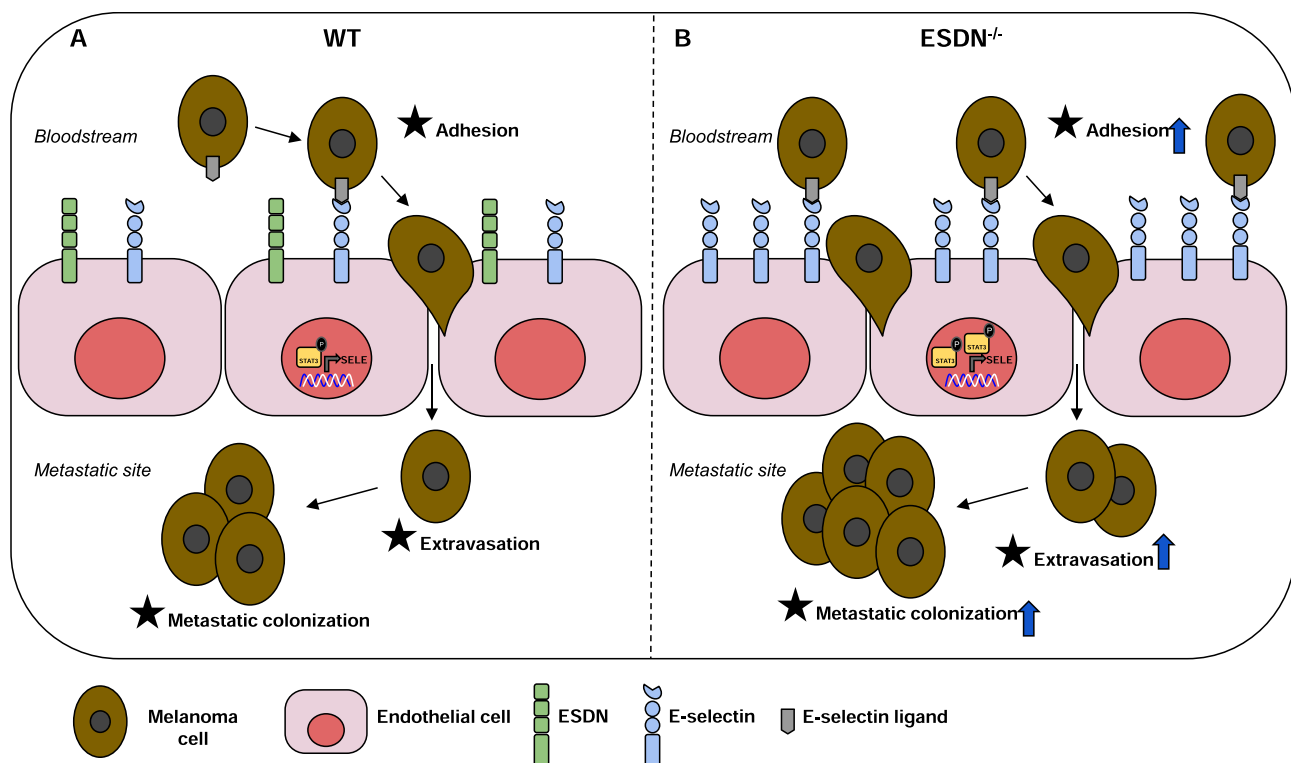 A
WT
Bloodstream
Adhesion
P
STAT3
SELE
Metastatic site
Extravasation
Metastatic colonization
B
ESDN-/-
Bloodstream
Adhesion
P
P
STAT3
STAT3
SELE
Metastatic site
Extravasation
Metastatic colonization
Melanoma
cell
Endothelial cell
ESDN
E-selectin
E-selectin ligand